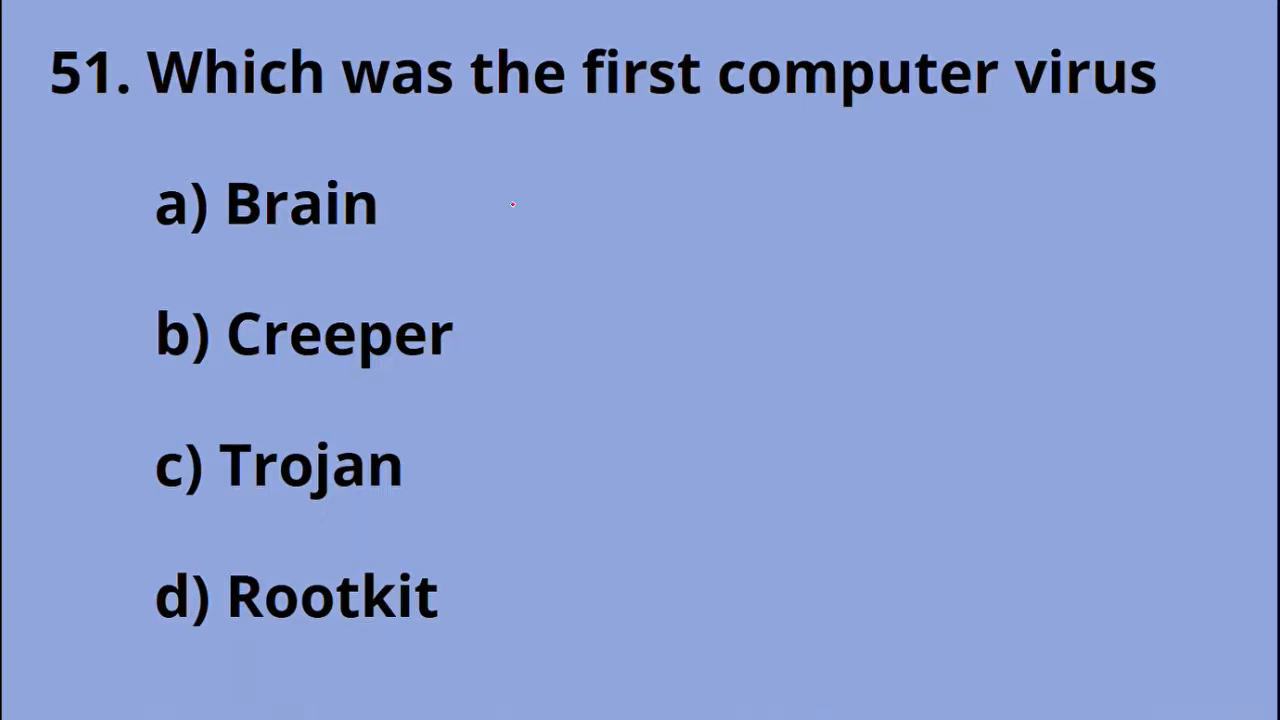 51. Which was the first computer virus
a) Brain
b) Creeper
c) Trojan
d) Rootkit